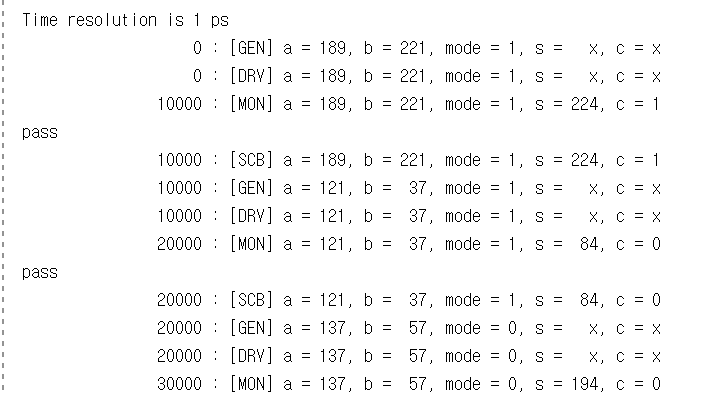 Time resolution is 1 ps
0 : [GEN] a = 189, b = 221, mode = 1, s =   x, c = x
0 : [DRV] a = 189, b = 221, mode = 1, s =   x, c = x
10000 : [MON] a = 189, b = 221, mode = 1, s = 224, c = 1
pass
10000 : [SCB] a = 189, b = 221, mode = 1, s = 224, c = 1
10000 : [GEN] a = 121, b =  37, mode = 1, s =   x, c = x
10000 : [DRV] a = 121, b =  37, mode = 1, s =   x, c = x
20000 : [MON] a = 121, b =  37, mode = 1, s =  84, c = 0
pass
20000 : [SCB] a = 121, b =  37, mode = 1, s =  84, c = 0
20000 : [GEN] a = 137, b =  57, mode = 0, s =   x, c = x
20000 : [DRV] a = 137, b =  57, mode = 0, s =   x, c = x
30000 : [MON] a = 137, b =  57, mode = 0, s = 194, c = 0